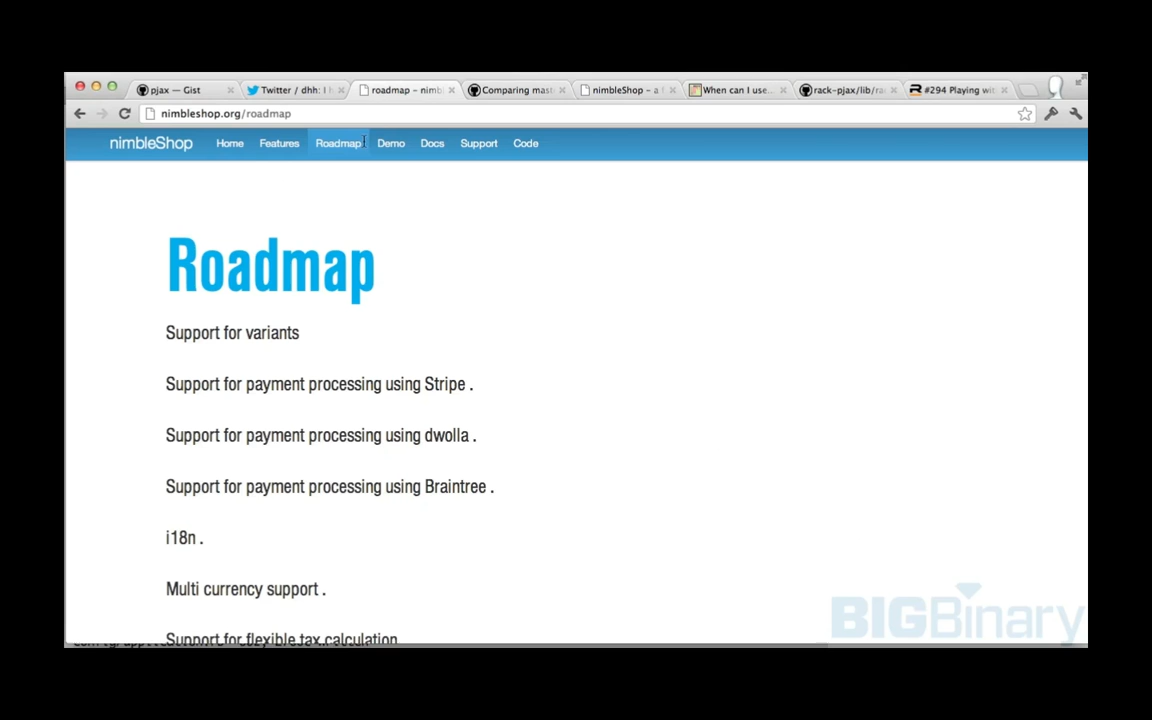 pjax — Gist
Twitter / dhh: I h
roadmap – nimb
Comparing mast
nimbleShop – a f
When can I use..
rack-pjax/lib/ra
#294 Playing wit
nimbleshop.org/roadmap
nimbleShop Home Features Roadmap Demo Docs Support Code
Roadmap
Support for variants
Support for payment processing using Stripe .
Support for payment processing using dwolla .
Support for payment processing using Braintree .
i18n .
Multi currency support .
Support for flexible tax calculation
BIGBinary